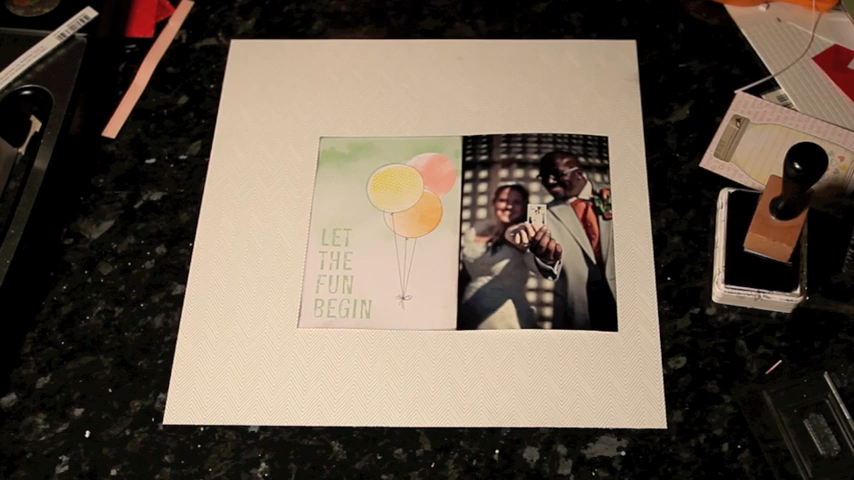 LET
THE
FUN
BEGIN